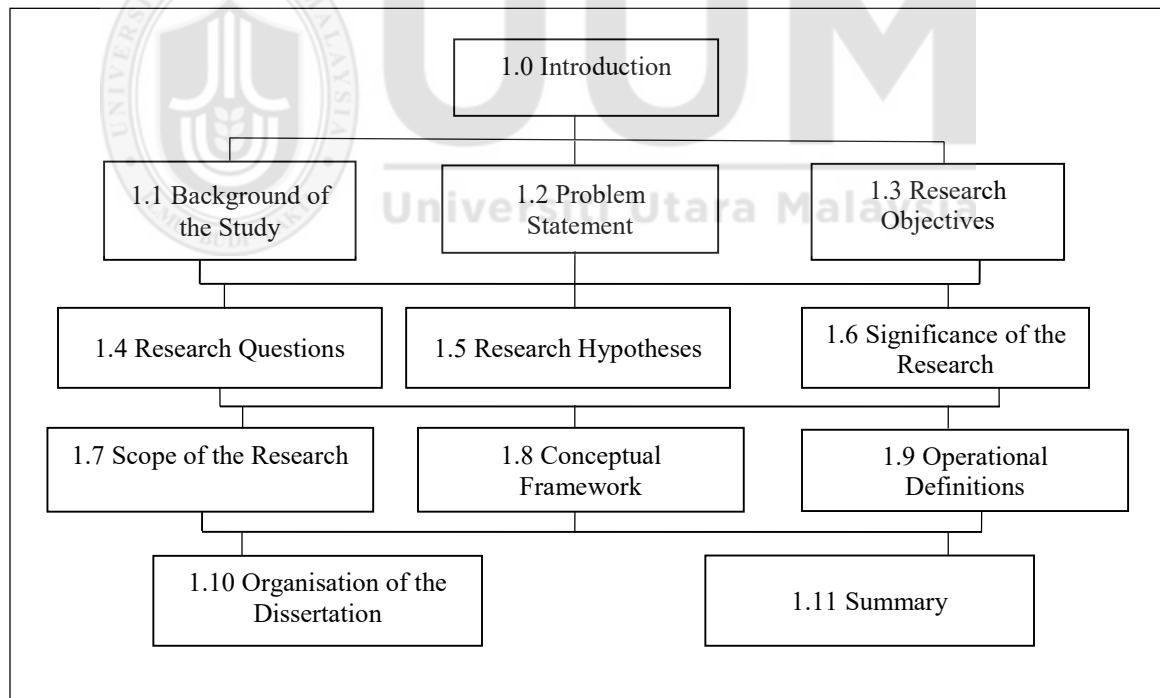 UUM
Universiti Utara Malaysia
1.0 Introduction
1.1 Background of
the Study
1.2 Problem
Statement
1.3 Research
Objectives
1.4 Research Questions
1.5 Research Hypotheses
1.6 Significance of the
Research
1.7 Scope of the Research
1.8 Conceptual
Framework
1.9 Operational
Definitions
1.10 Organisation of the
Dissertation
1.11 Summary